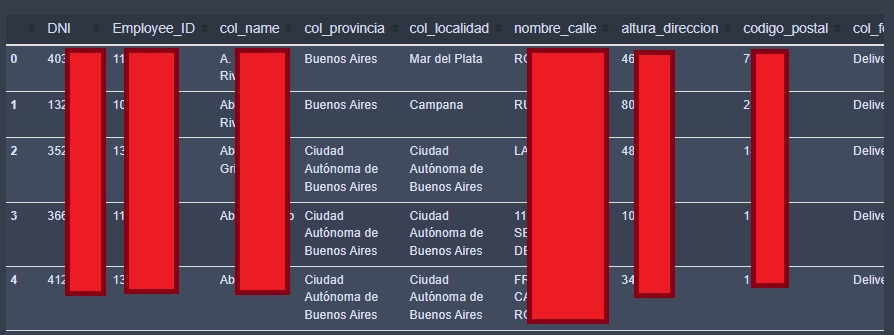 DNI Employee_ID col_name col_provincia col_localidad nombre_calle altura_direccion codigo_postal col_fo
0 403 11 A. Buenos Aires Mar del Plata RO 46 7 Delive
Riv
1 132 10 Ab Buenos Aires Campana RU 80 2 Delive
Riv
2 352 13 Ab Ciudad Ciudad LA 48 1 Delive
Gri Autónoma de Autónoma de
Buenos Aires Buenos Aires
3 366 11 Ab o Ciudad Ciudad 11 10 1 Delive
Autónoma de Autónoma de SE
Buenos Aires Buenos Aires DE
4 412 13 Ab Ciudad Ciudad FR 34 1 Delive
Autónoma de Autónoma de CA
Buenos Aires Buenos Aires RO